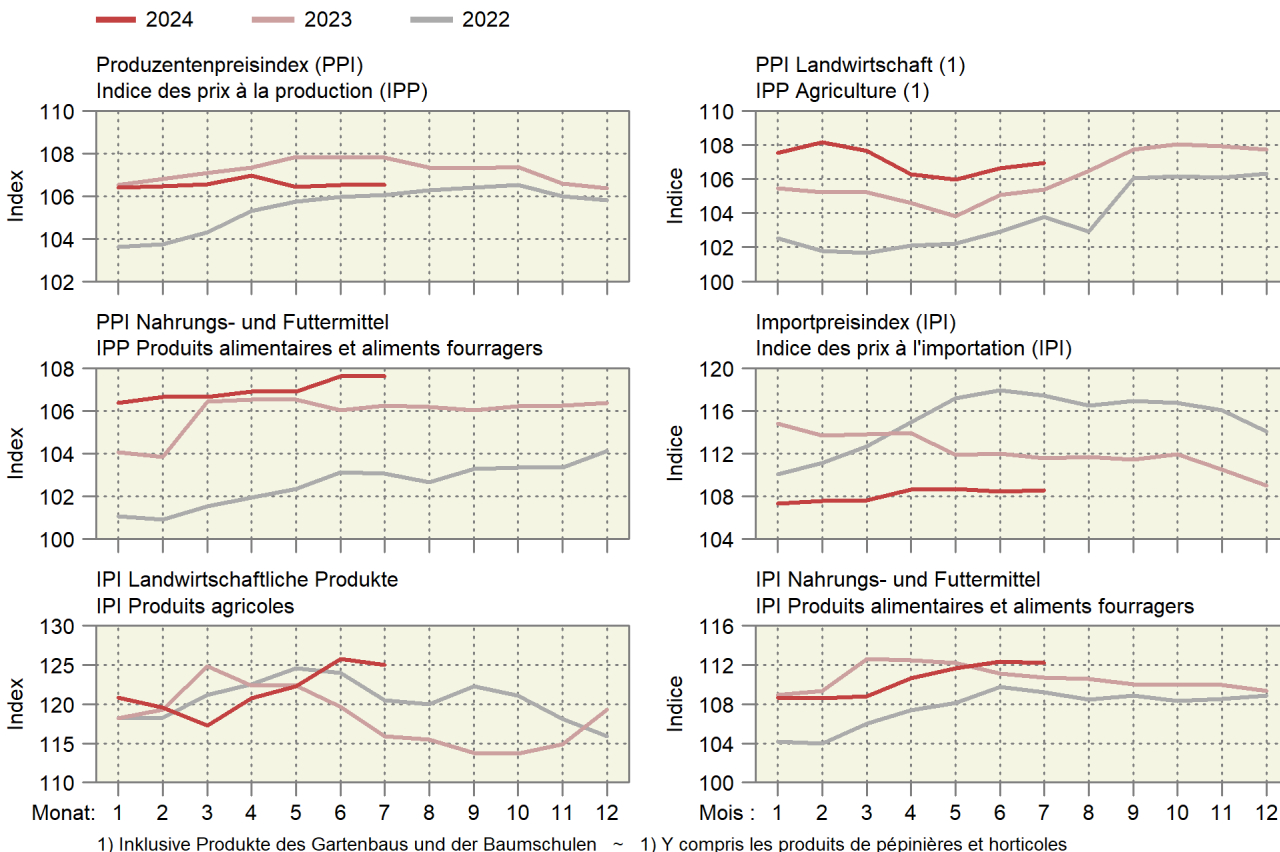 2024 2023 2022
Produzentenpreisindex (PPI)
Indice des prix à la production (IPP)
110
108
106
104
102
Index
PPI Landwirtschaft (1)
IPP Agriculture (1)
110
108
106
104
102
100
Indice
PPI Nahrungs- und Futtermittel
IPP Produits alimentaires et aliments fourragers
108
106
104
102
100
Index
Importpreisindex (IPI)
Indice des prix à l'importation (IPI)
120
116
112
108
104
Indice
IPI Landwirtschaftliche Produkte
IPI Produits agricoles
130
125
120
115
110
Index
Monat: 1 2 3 4 5 6 7 8 9 10 11 12
IPI Nahrungs- und Futtermittel
IPI Produits alimentaires et aliments fourragers
116
112
108
104
100
Indice
Mois : 1 2 3 4 5 6 7 8 9 10 11 12
1) Inklusive Produkte des Gartenbaus und der Baumschulen ~ 1) Y compris les produits de pépinières et horticoles